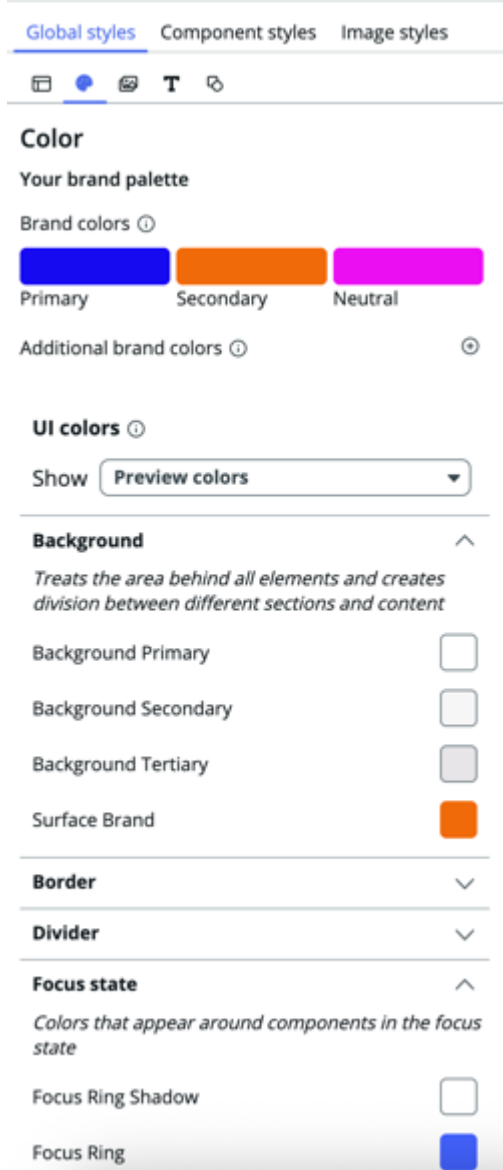 Global styles Component styles Image styles
Color
Your brand palette
Brand colors
Primary Secondary Neutral
Additional brand colors
UI colors
Show Preview colors
Background
Treats the area behind all elements and creates
division between different sections and content
Background Primary
Background Secondary
Background Tertiary
Surface Brand
Border
Divider
Focus state
Colors that appear around components in the focus
state
Focus Ring Shadow
Focus Ring